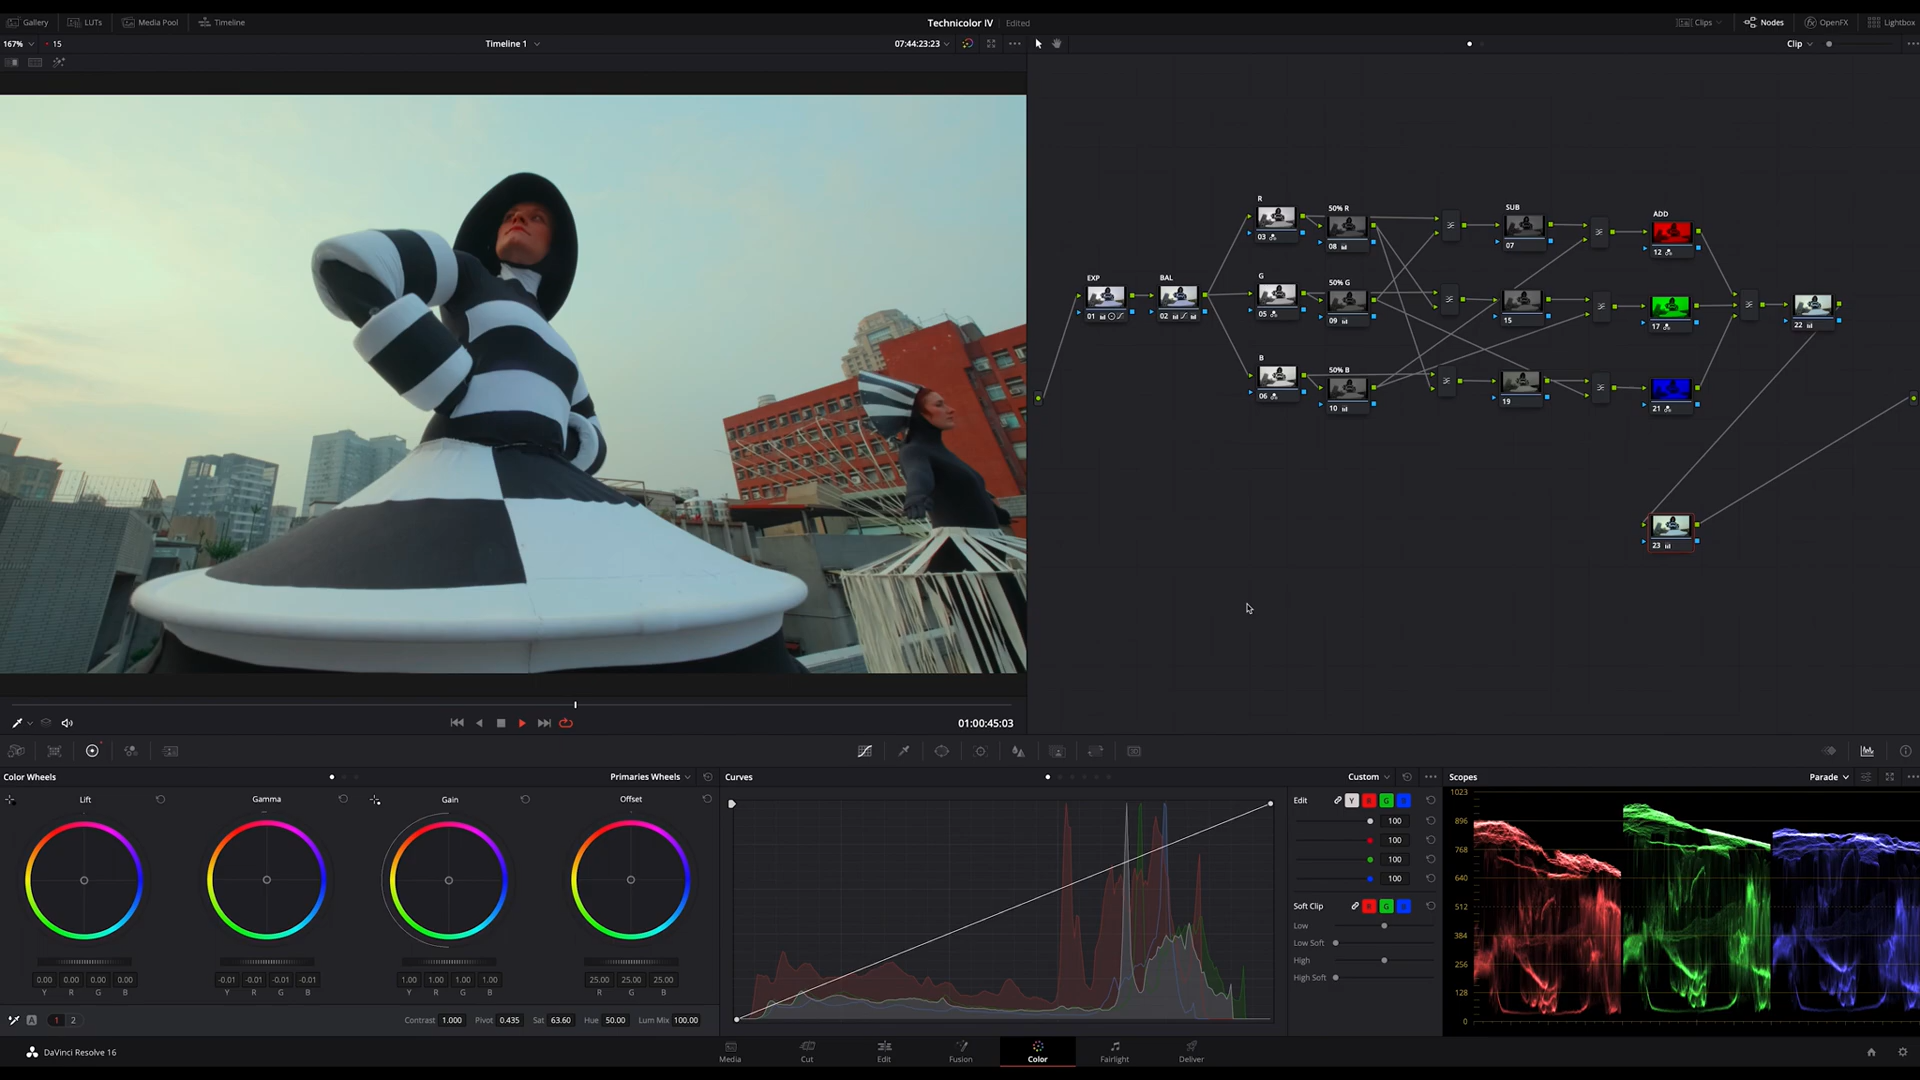 Gallery LUTs Media Pool Timeline Technicolor IV Edited Clips Nodes OpenFX Lightbox
167% 15 Timeline 1 07:44:23:23 Clip
R
50% R
SUB
ADD
03
08
07
12
EXP
BAL
G
50% G
01
02
05
09
15
17
22
B
50% B
06
10
19
21
23
01:00:45:03
Color Wheels Primaries Wheels Curves Custom Scopes Parade
Lift Gamma Gain Offset
0.00 0.00 0.00 0.00 -0.01 -0.01 -0.01 -0.01 1.00 1.00 1.00 1.00 25.00 25.00 25.00
Y R G B Y R G B Y R G B R G B
A 1 2 Contrast 1.000 Pivot 0.435 Sat 63.60 Hue 50.00 Lum Mix 100.00
Edit Y R G B
100
100
100
100
Soft Clip R G B
Low
Low Soft
High
High Soft
1023
896
768
640
512
384
256
128
0
DaVinci Resolve 16 Media Cut Edit Fusion Color Fairlight Deliver